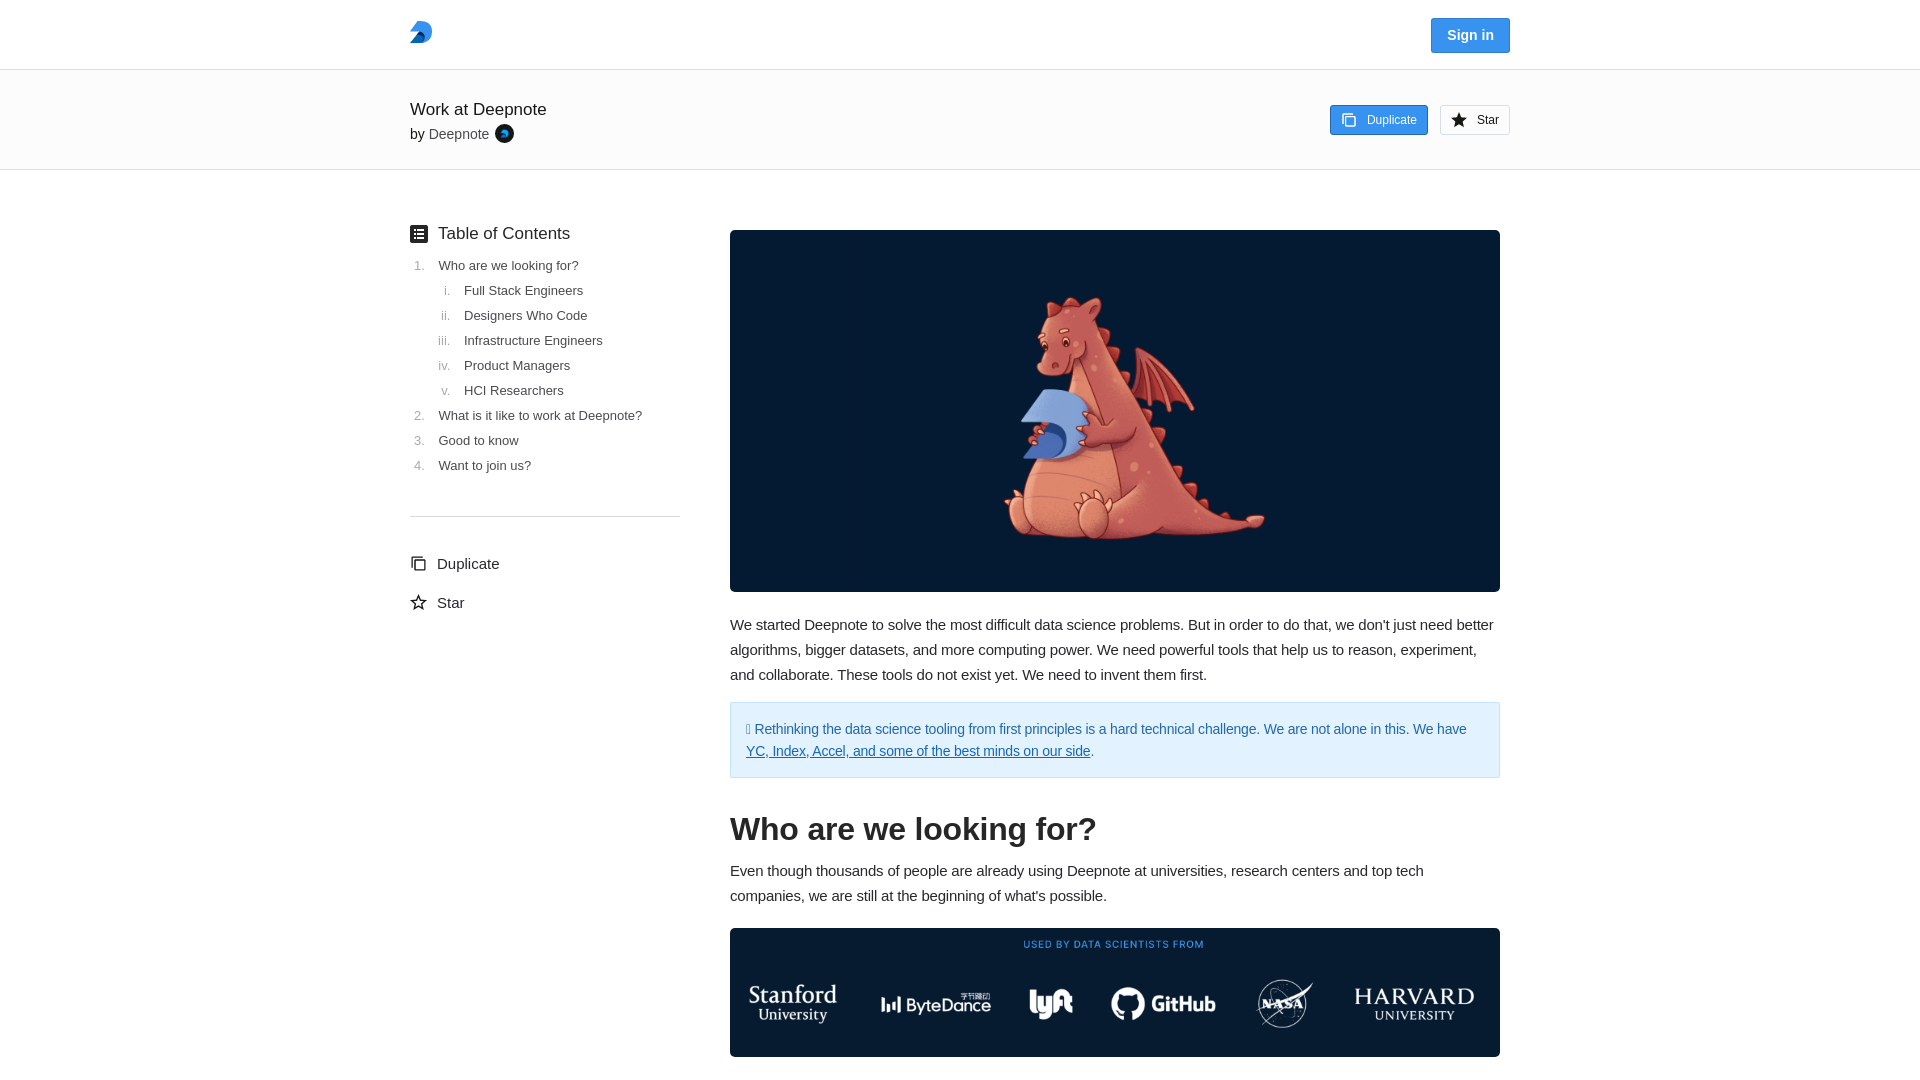 Sign in
Work at Deepnote
by Deepnote
Duplicate
Star
Table of Contents
1. Who are we looking for?
i. Full Stack Engineers
ii. Designers Who Code
iii. Infrastructure Engineers
iv. Product Managers
v. HCI Researchers
2. What is it like to work at Deepnote?
3. Good to know
4. Want to join us?
Duplicate
Star
We started Deepnote to solve the most difficult data science problems. But in order to do that, we don't just need better
algorithms, bigger datasets, and more computing power. We need powerful tools that help us to reason, experiment,
and collaborate. These tools do not exist yet. We need to invent them first.
Rethinking the data science tooling from first principles is a hard technical challenge. We are not alone in this. We have
YC, Index, Accel, and some of the best minds on our side.
Who are we looking for?
Even though thousands of people are already using Deepnote at universities, research centers and top tech
companies, we are still at the beginning of what's possible.
USED BY DATA SCIENTISTS FROM
Stanford
University
字节跳动
ByteDance
lyft
GitHub
NASA
HARVARD
UNIVERSITY